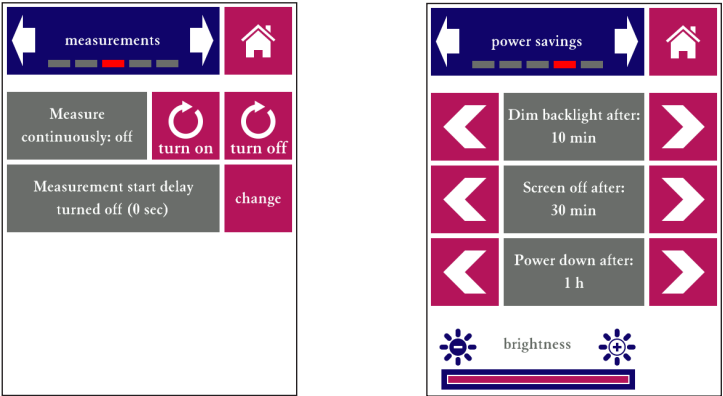 measurements
Measure
continuously: off
turn on
turn off
Measurement start delay
turned off (0 sec)
change
power savings
Dim backlight after:
10 min
Screen off after:
30 min
Power down after:
1 h
brightness